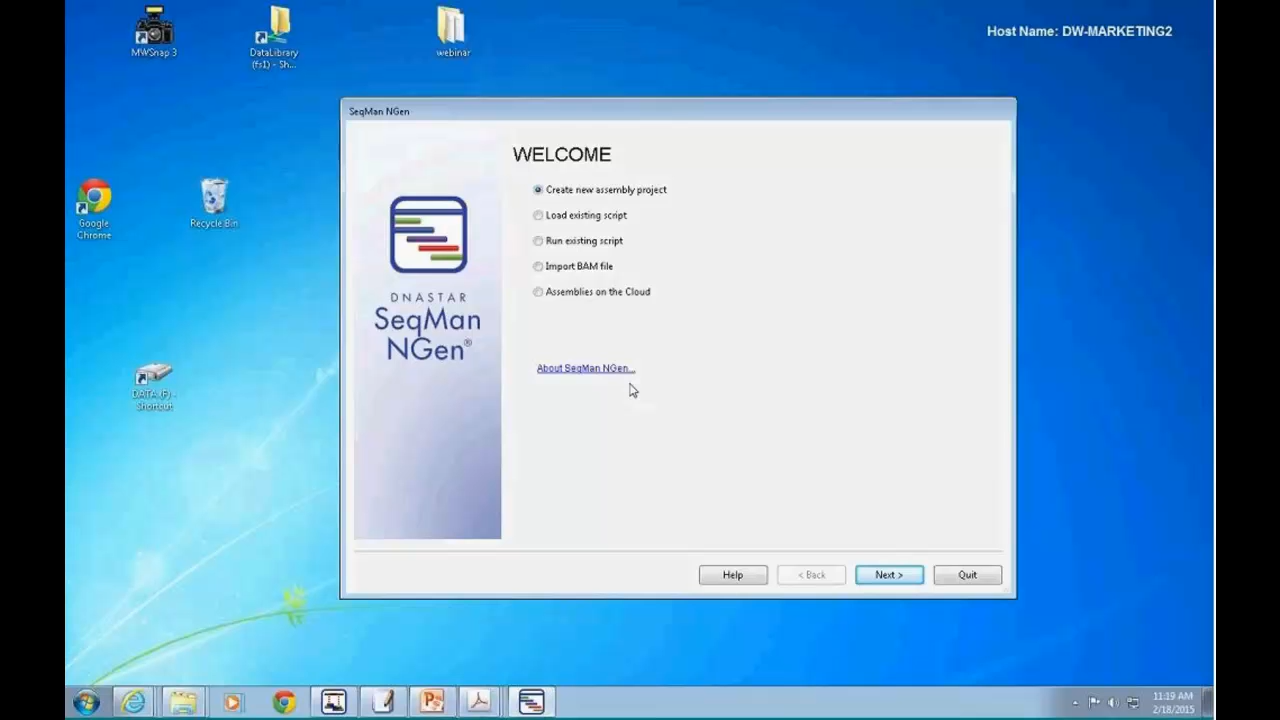 MWSnap 3
DataLibrary
(fs1) - Sh...
webinar
Host Name: DW-MARKETING2
Google
Chrome
Recycle Bin
DATA (F) -
Shortcut
SeqMan NGen
DNASTAR
SeqMan
NGen®
WELCOME
Create new assembly project
Load existing script
Run existing script
Import BAM file
Assemblies on the Cloud
About SeqMan NGen...
Help
< Back
Next >
Quit
11:19 AM
2/18/2015